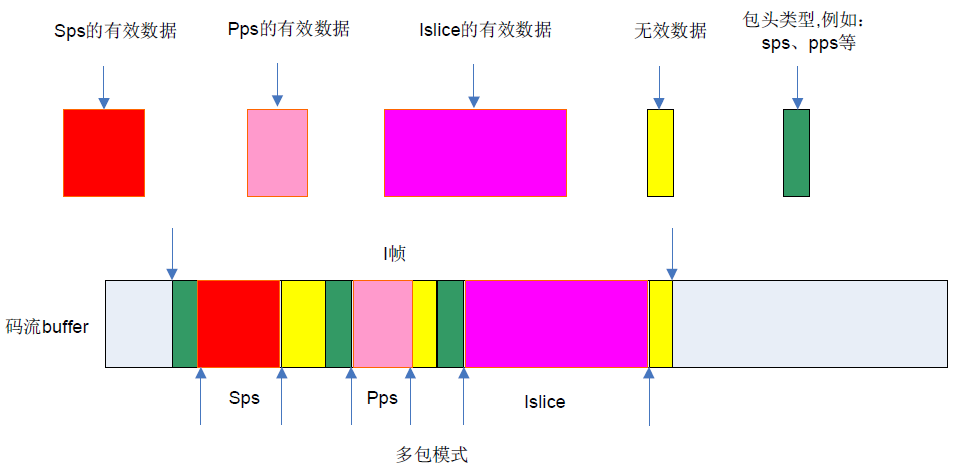 Sps的有效数据
Pps的有效数据
Islice的有效数据
无效数据
包头类型,例如:
sps、pps等
I帧
码流buffer
Sps
Pps
Islice
多包模式